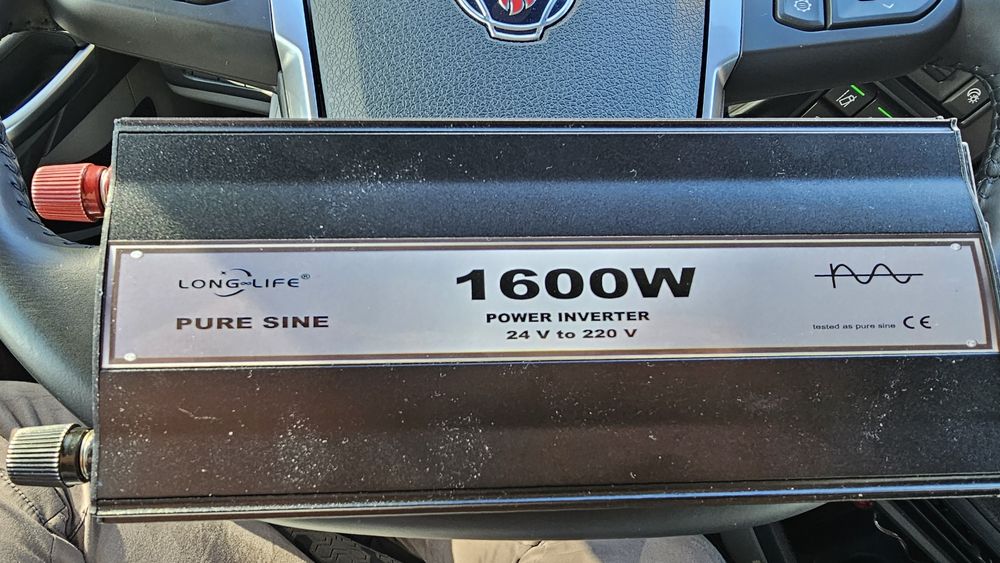 LONG∞LIFE®
PURE SINE
1600W
POWER INVERTER
24 V to 220 V
tested as pure sine CE